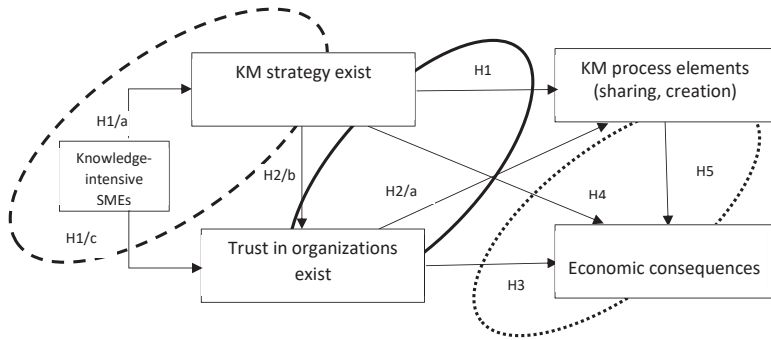 KM strategy exist
H1
KM process elements
(sharing, creation)
H1/a
Knowledge-
intensive
SMEs
H2/b
H2/a
H4
H5
H1/c
Trust in organizations
exist
H3
Economic consequences